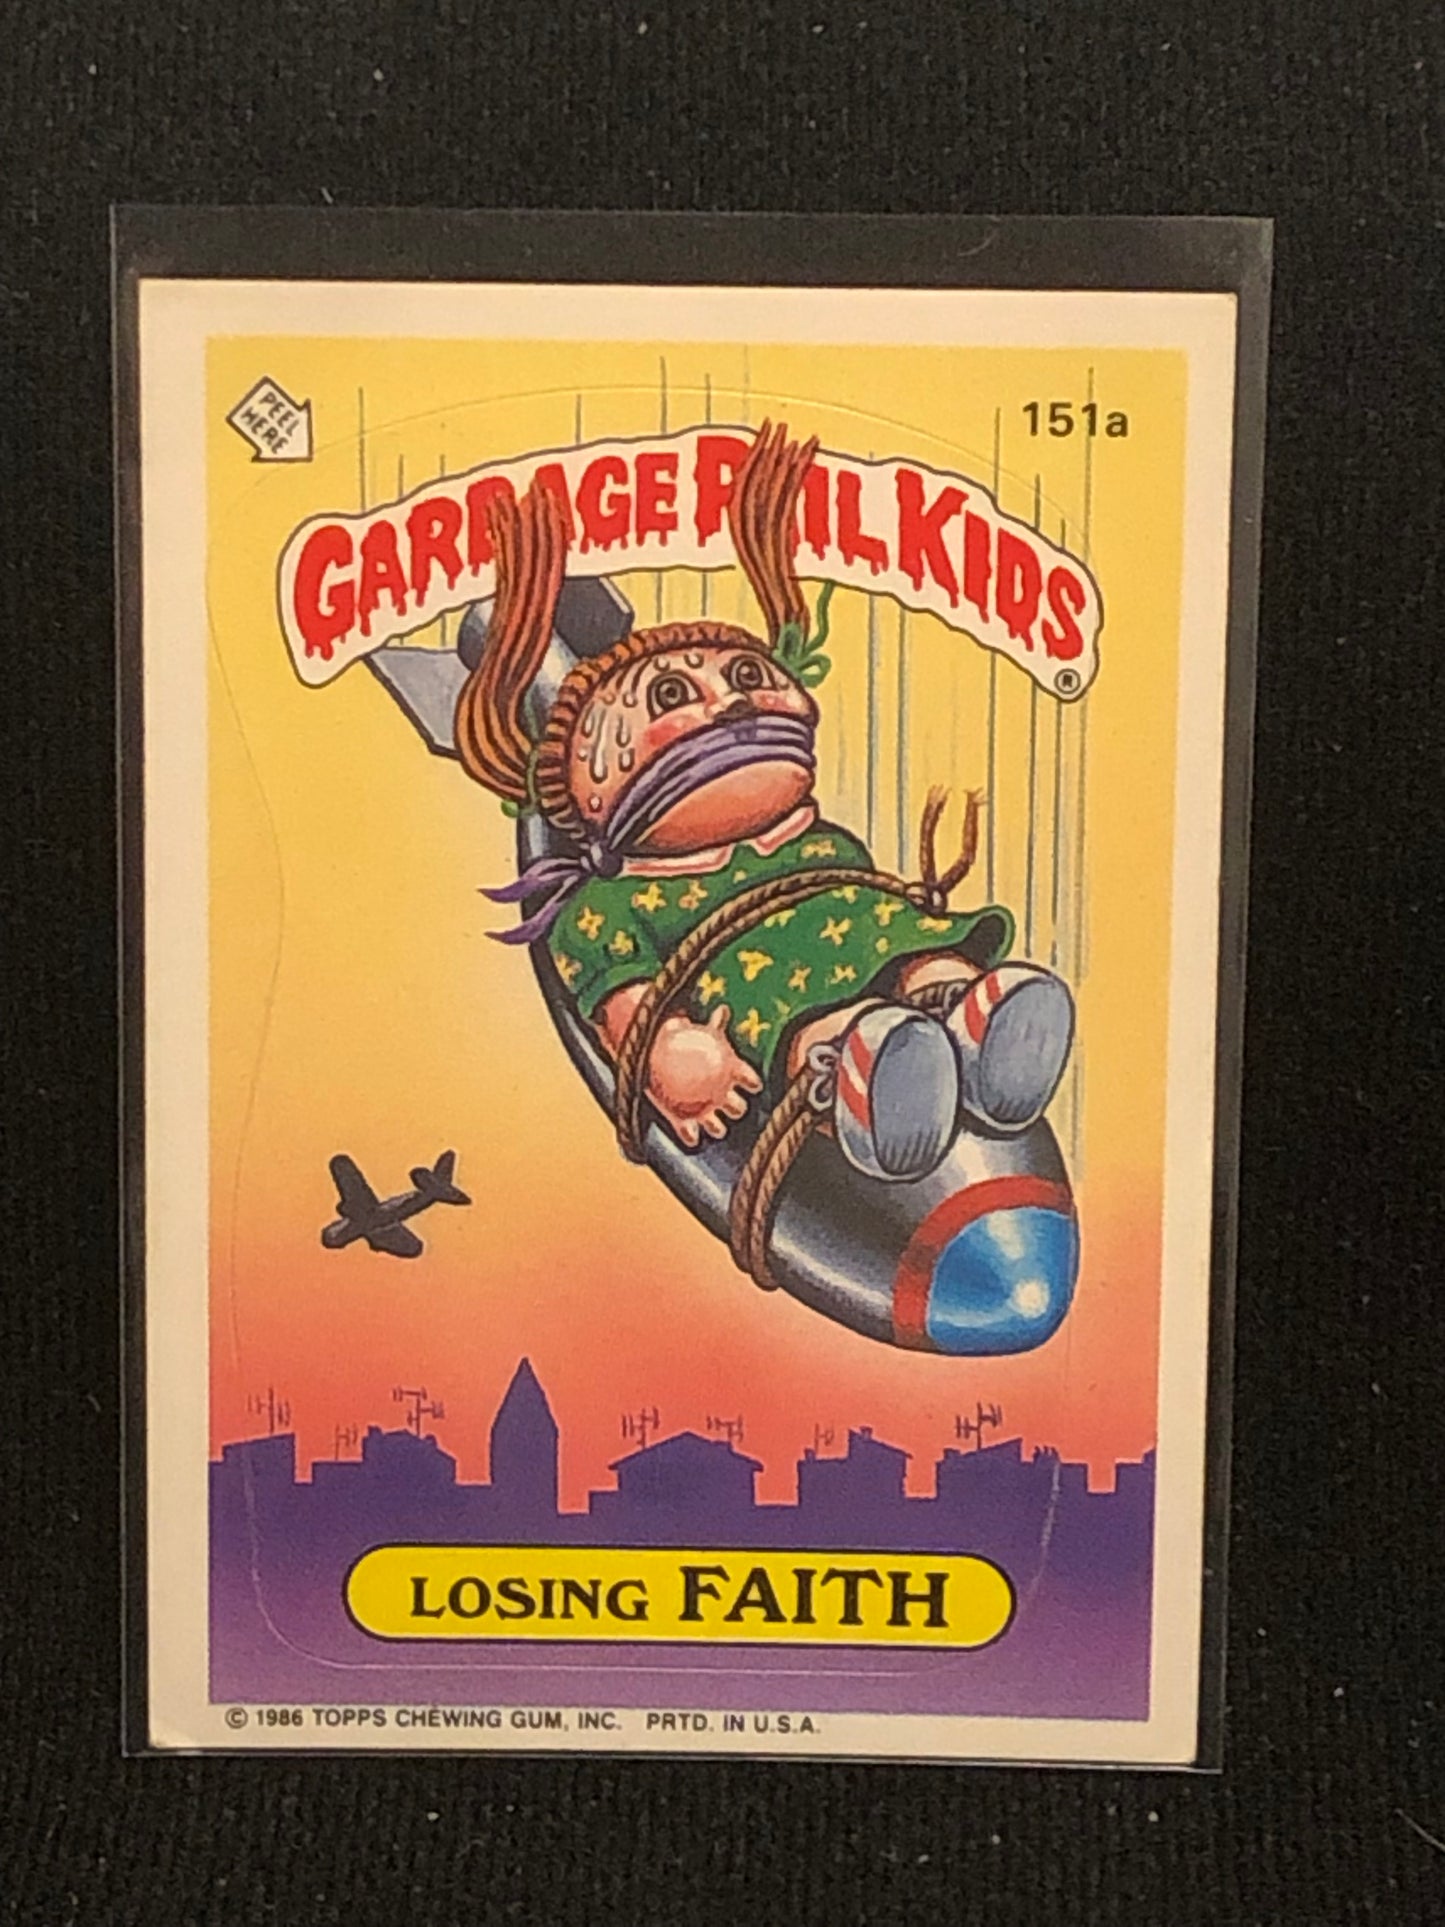 PEEL
HERE
151a
GARBAGE PAIL KIDS
®
LOSING FAITH
© 1986 TOPPS CHEWING GUM, INC. PRTD. IN U.S.A.